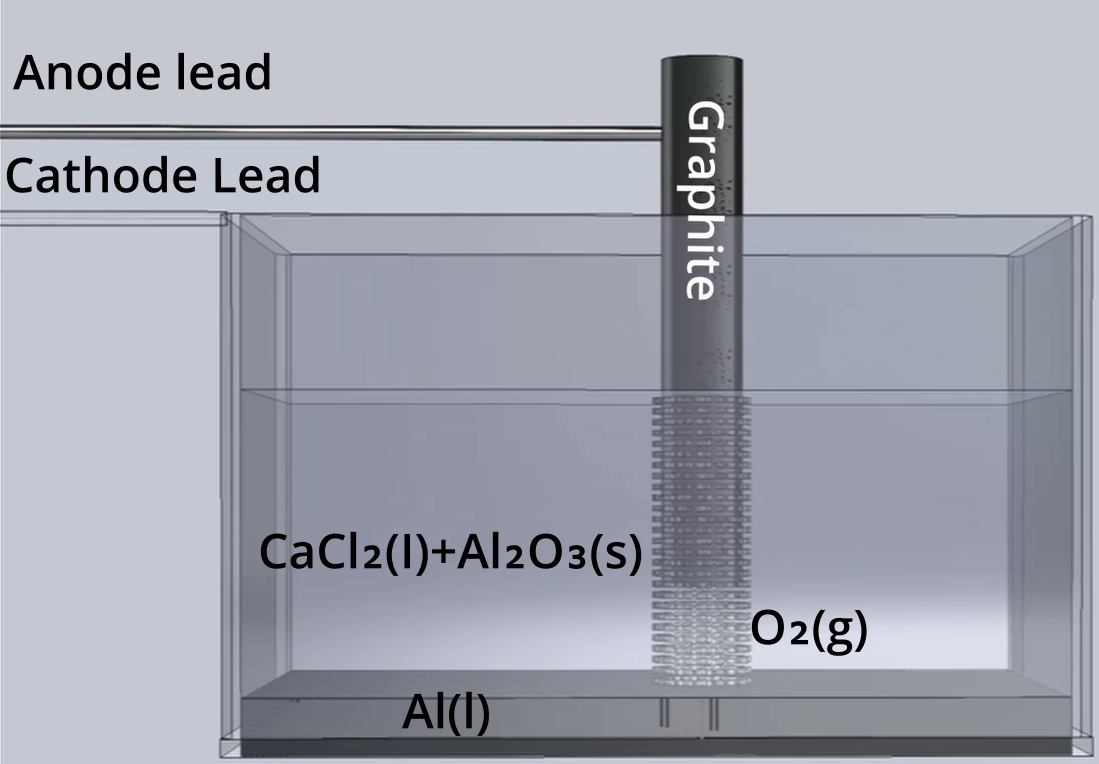 Anode lead
Cathode Lead
Graphite
CaCl₂(l)+Al₂O₃(s)
O₂(g)
Al(l)